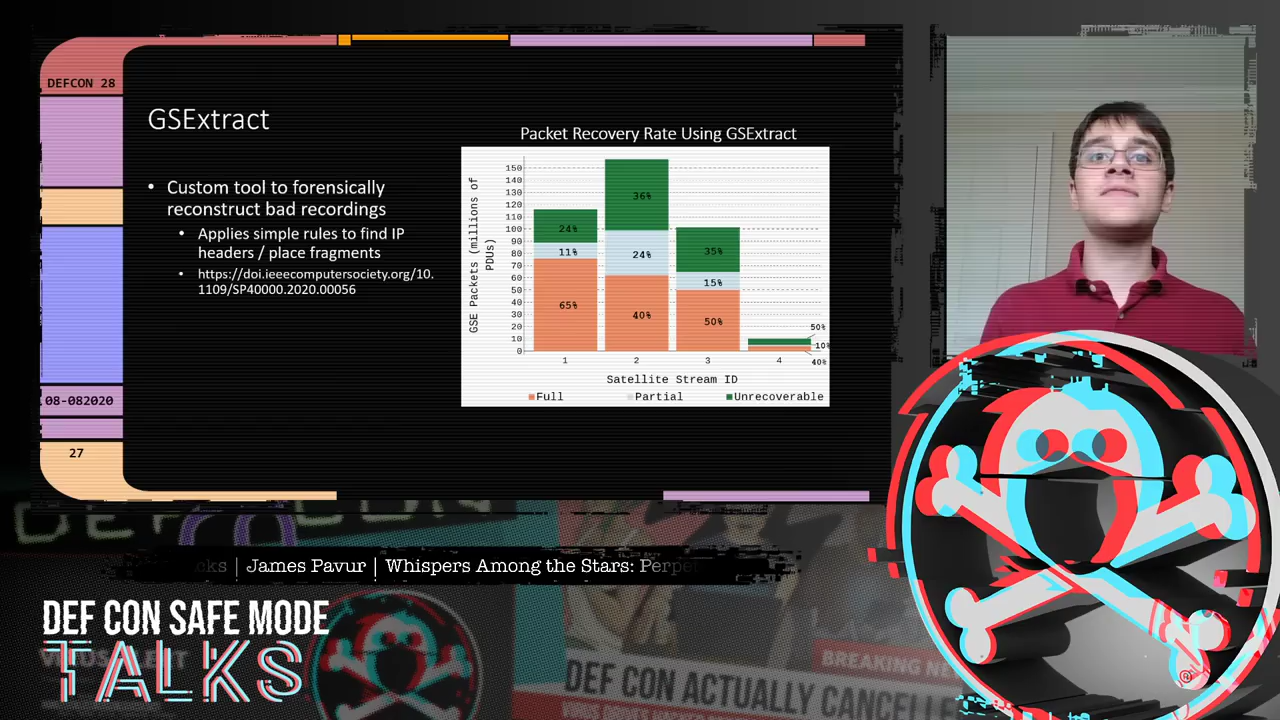 DEFCON 28
GSExtract
• Custom tool to forensically
reconstruct bad recordings
• Applies simple rules to find IP
headers / place fragments
• https://doi.ieeecomputersociety.org/10.
1109/SP40000.2020.00056
08-082020
27
Packet Recovery Rate Using GSExtract
GSE Packets (millions of
PDUs)
150
140
130
120
110
100
90
80
70
60
50
40
30
20
10
0
24%
11%
65%
36%
24%
40%
35%
15%
50%
50%
10%
40%
1 2 3 4
Satellite Stream ID
Full Partial Unrecoverable
DEF CON
cks | James Pavur | Whispers Among the Stars: Perpet
DEF CON SAFE MODE
TALKS
BREAKING NE
DEF CON ACTUALLY CANCELLE
®